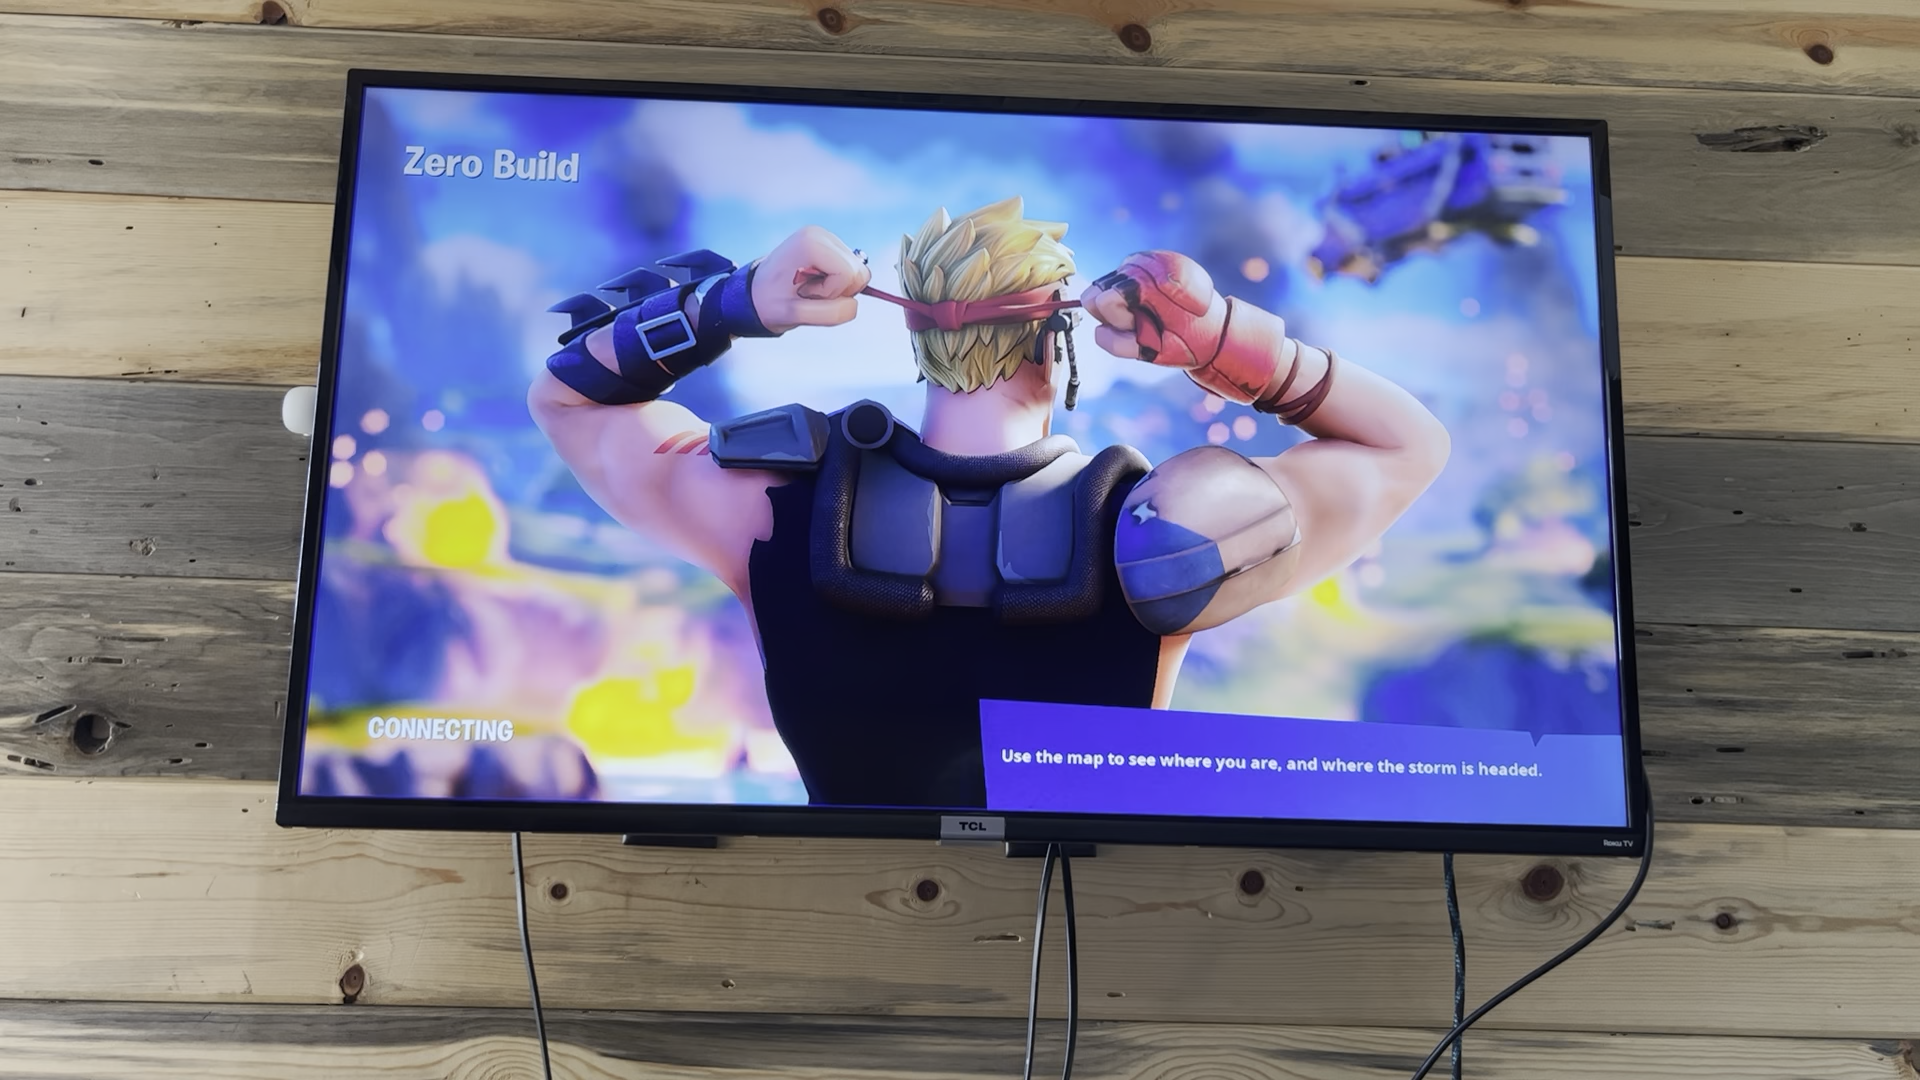 Zero Build
CONNECTING
Use the map to see where you are, and where the storm is headed.
TCL
Roku TV